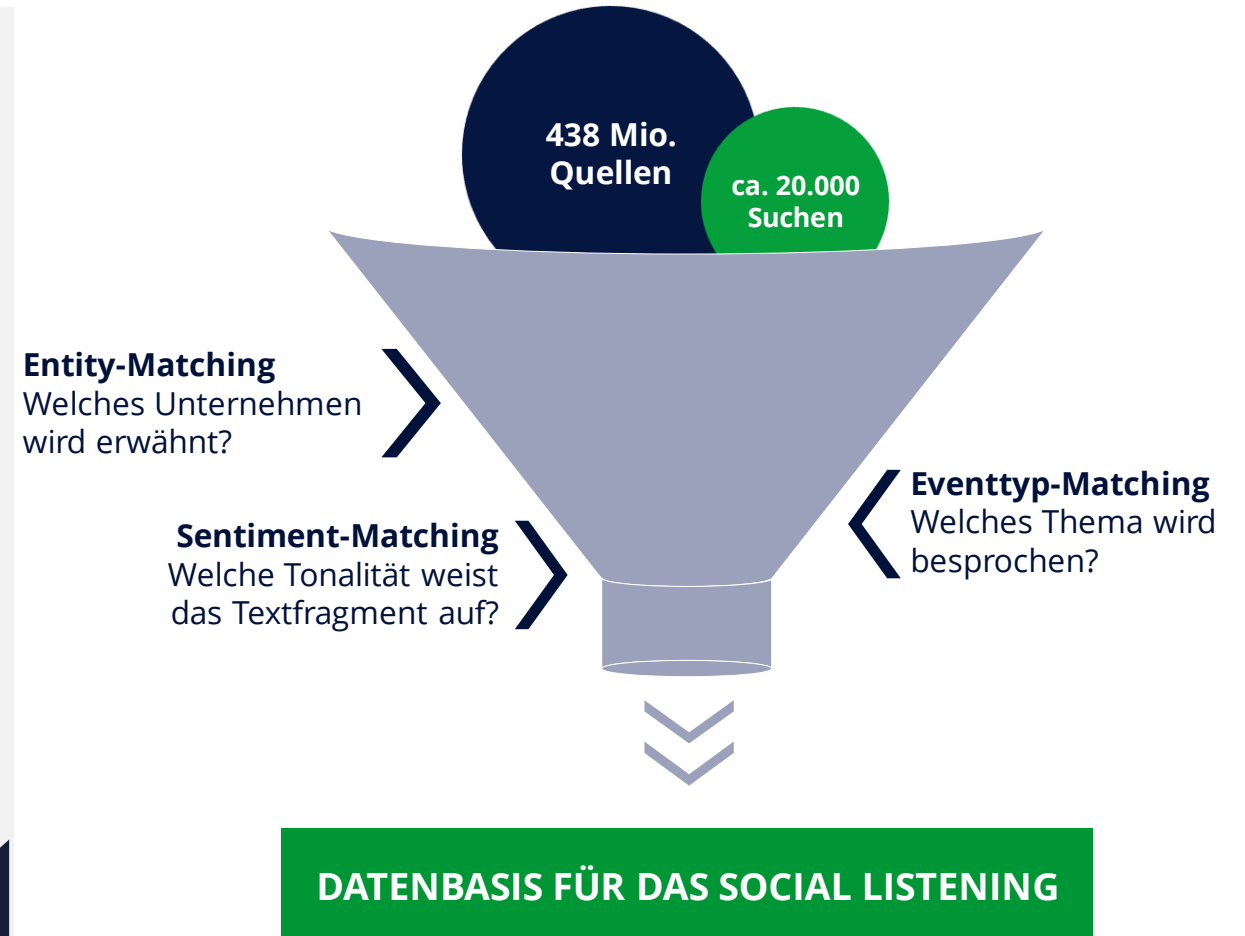 438 Mio.
Quellen
ca. 20.000
Suchen
Entity-Matching
Welches Unternehmen
wird erwähnt?
Eventtyp-Matching
Welches Thema wird
besprochen?
Sentiment-Matching
Welche Tonalität weist
das Textfragment auf?
DATENBASIS FÜR DAS SOCIAL LISTENING